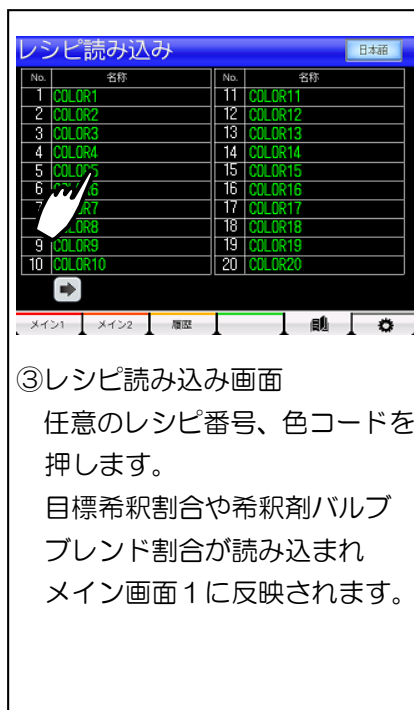 レシピ読み込み
日本語
No. 名称 No. 名称
1 COLOR1 11 COLOR11
2 COLOR2 12 COLOR12
3 COLOR3 13 COLOR13
4 COLOR4 14 COLOR14
5 COLOR5 15 COLOR15
6 COLOR6 16 COLOR16
7 COLOR7 17 COLOR17
COLOR8 18 COLOR18
9 COLOR9 19 COLOR19
10 COLOR10 20 COLOR20
メイン1 メイン2 履歴
③レシピ読み込み画面
任意のレシピ番号、色コードを
押します。
目標希釈割合や希釈剤バルブ
ブレンド割合が読み込まれ
メイン画面1に反映されます。